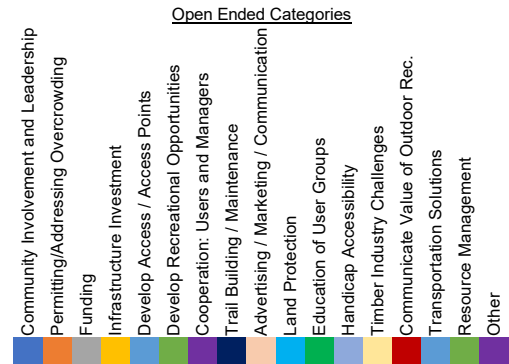 Open Ended Categories
Community Involvement and Leadership
Permitting/Addressing Overcrowding
Funding
Infrastructure Investment
Develop Access / Access Points
Develop Recreational Opportunities
Cooperation: Users and Managers
Trail Building / Maintenance
Advertising / Marketing / Communication
Land Protection
Education of User Groups
Handicap Accessibility
Timber Industry Challenges
Communicate Value of Outdoor Rec.
Transportation Solutions
Resource Management
Other